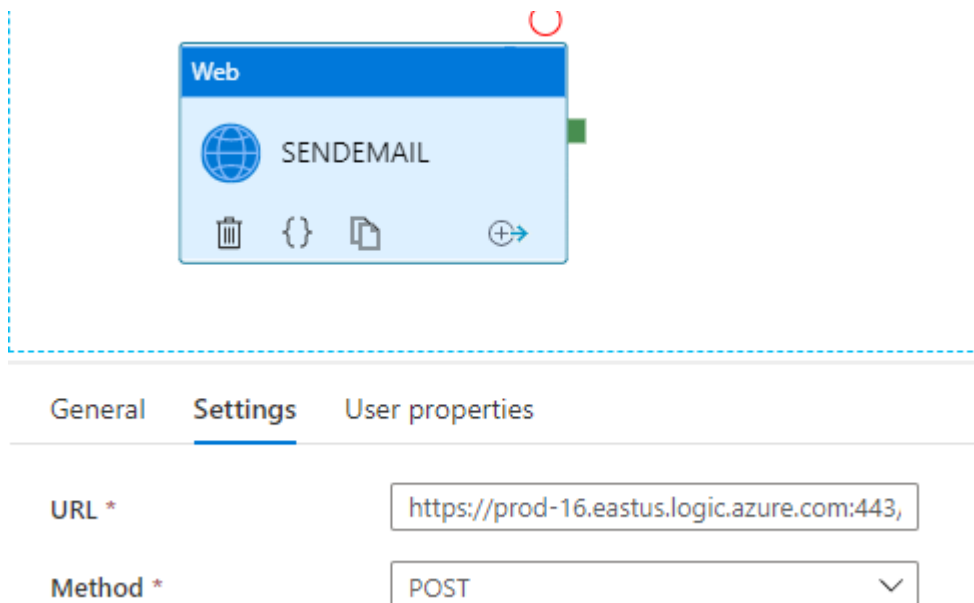 Web
SENDEMAIL
General Settings User properties
URL * https://prod-16.eastus.logic.azure.com:443,
Method * POST